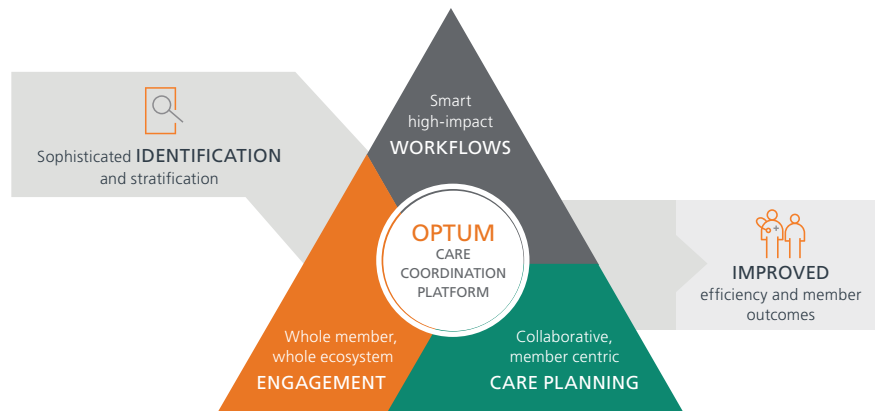 Sophisticated IDENTIFICATION
and stratification
Smart
high-impact
WORKFLOWS
OPTUM
CARE
COORDINATION
PLATFORM
Whole member,
whole ecosystem
ENGAGEMENT
Collaborative,
member centric
CARE PLANNING
IMPROVED
efficiency and member
outcomes